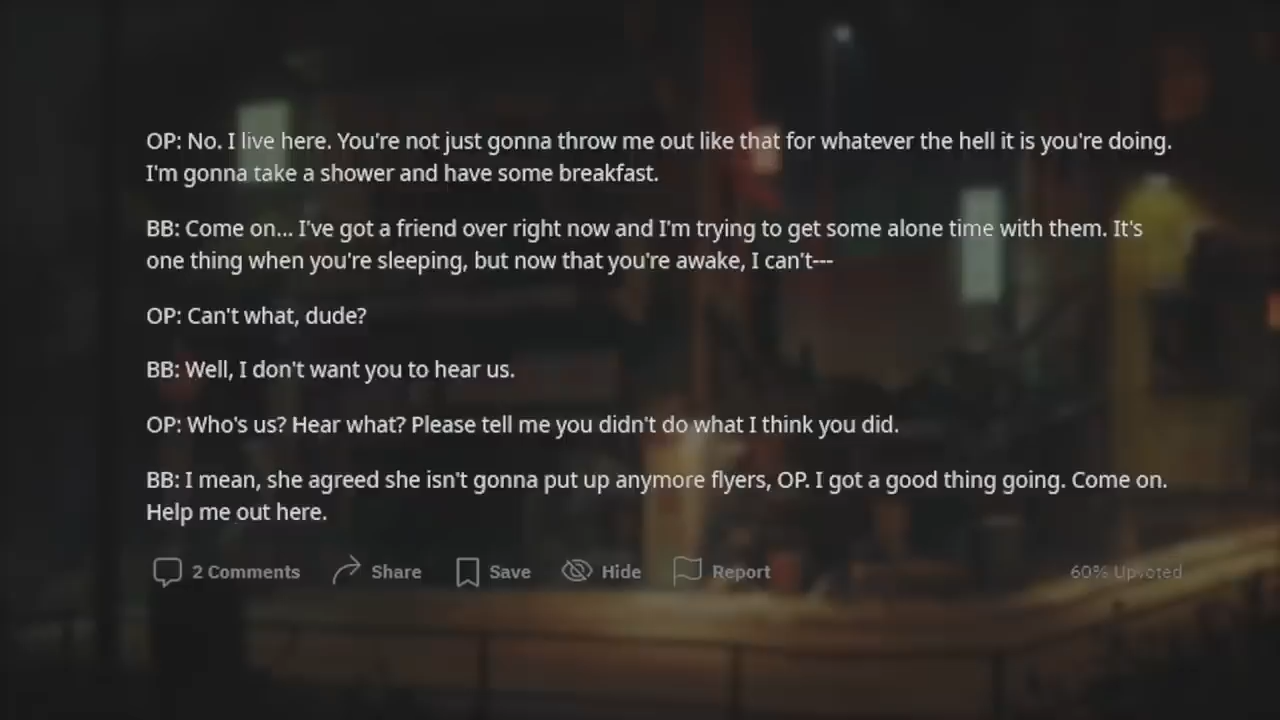 OP: No. I live here. You're not just gonna throw me out like that for whatever the hell it is you're doing.
I'm gonna take a shower and have some breakfast.
BB: Come on... I've got a friend over right now and I'm trying to get some alone time with them. It's
one thing when you're sleeping, but now that you're awake, I can't---
OP: Can't what, dude?
BB: Well, I don't want you to hear us.
OP: Who's us? Hear what? Please tell me you didn't do what I think you did.
BB: I mean, she agreed she isn't gonna put up anymore flyers, OP. I got a good thing going. Come on.
Help me out here.
2 Comments Share Save Hide Report 60% Upvoted